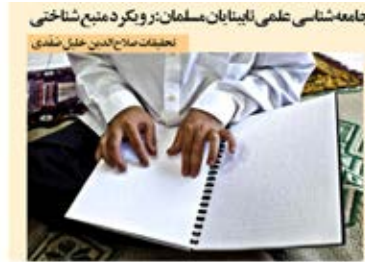 جامعه‌شناسی علمی نابینایان مسلمان؛ رویکرد منبع شناختی
تحقیقات صلاح‌الدین خلیل صفدی